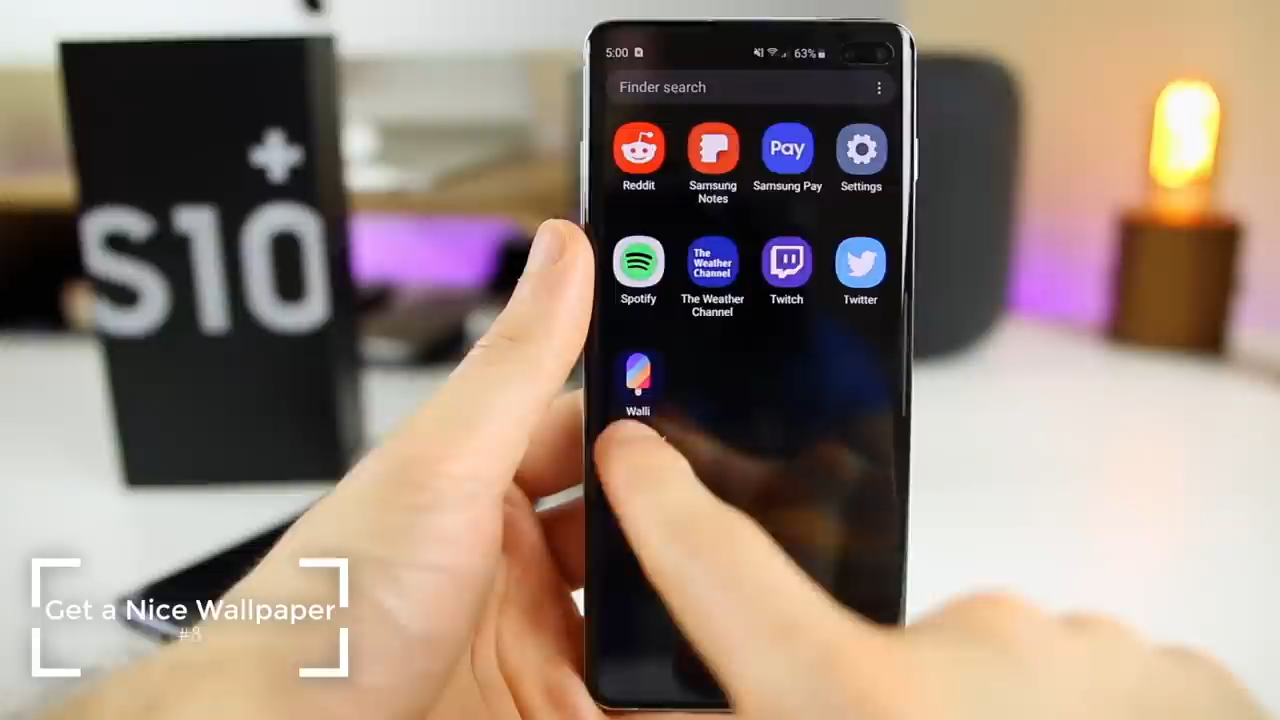 +
S10
5:00
63%
Finder search
Pay
Reddit
Samsung
Notes
Samsung Pay
Settings
The
Weather
Channel
Spotify
The Weather
Channel
Twitch
Twitter
Walli
Get a Nice Wallpaper
#8